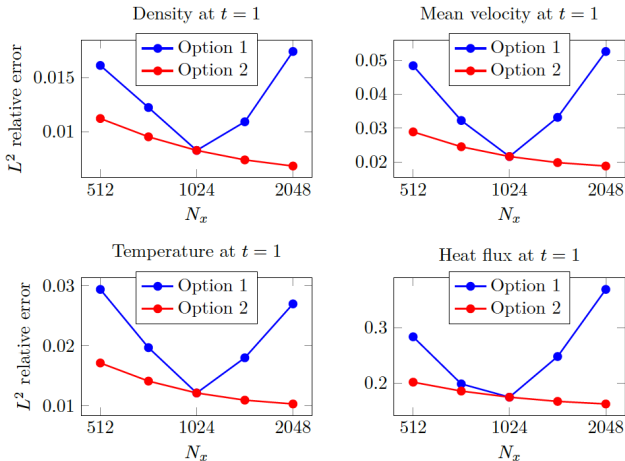 Density at t = 1
Option 1
Option 2
L² relative error
0.015
0.01
512
1024
2048
Nₓ
Mean velocity at t = 1
Option 1
Option 2
0.05
0.04
0.03
0.02
512
1024
2048
Nₓ
Temperature at t = 1
Option 1
Option 2
L² relative error
0.03
0.02
0.01
512
1024
2048
Nₓ
Heat flux at t = 1
Option 1
Option 2
0.3
0.2
512
1024
2048
Nₓ